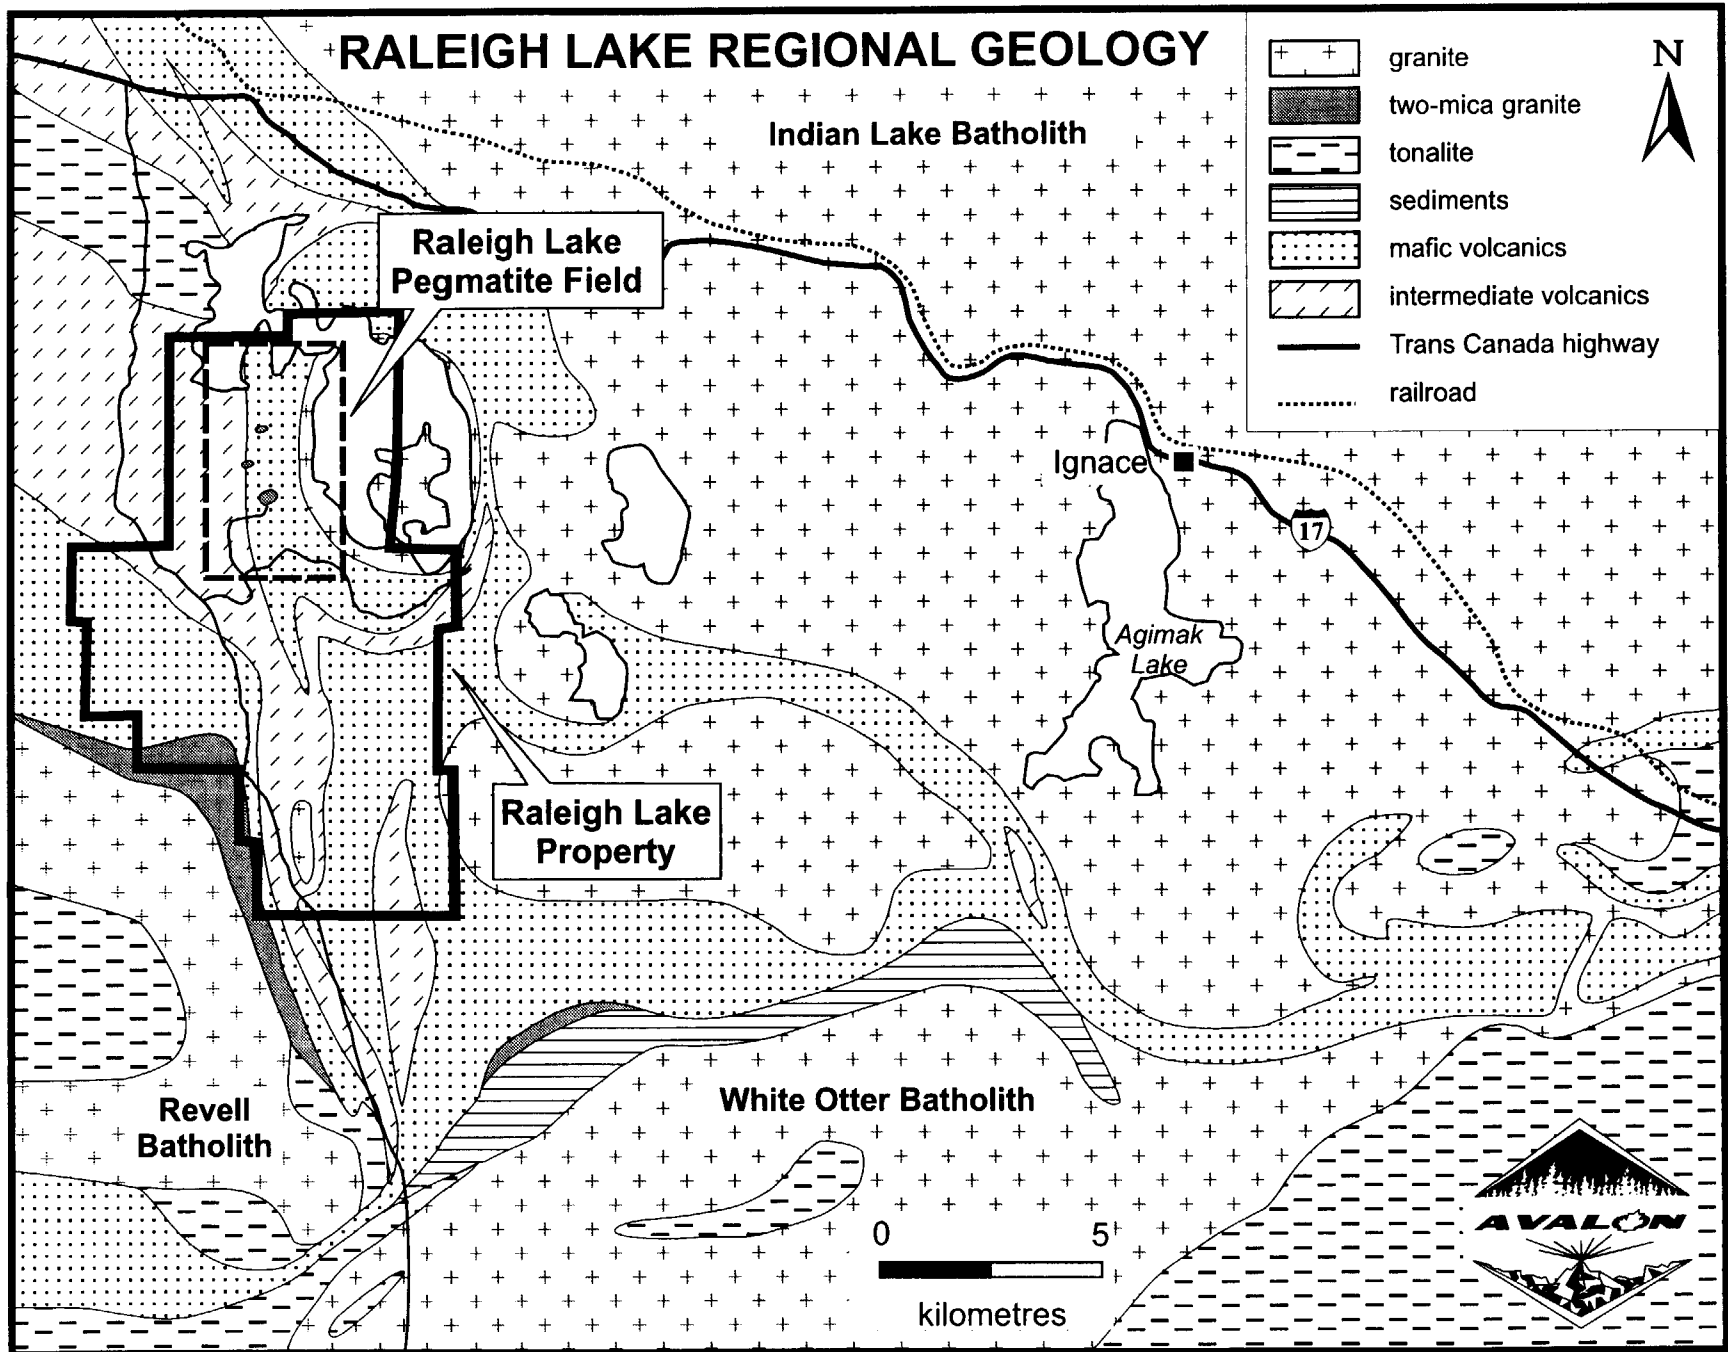 RALEIGH LAKE REGIONAL GEOLOGY
granite
two-mica granite
tonalite
sediments
mafic volcanics
intermediate volcanics
Trans Canada highway
railroad
N
Indian Lake Batholith
Raleigh Lake
Pegmatite Field
Ignace
17
Agimak
Lake
Raleigh Lake
Property
White Otter Batholith
Revell
Batholith
0 5
kilometres
AVALON